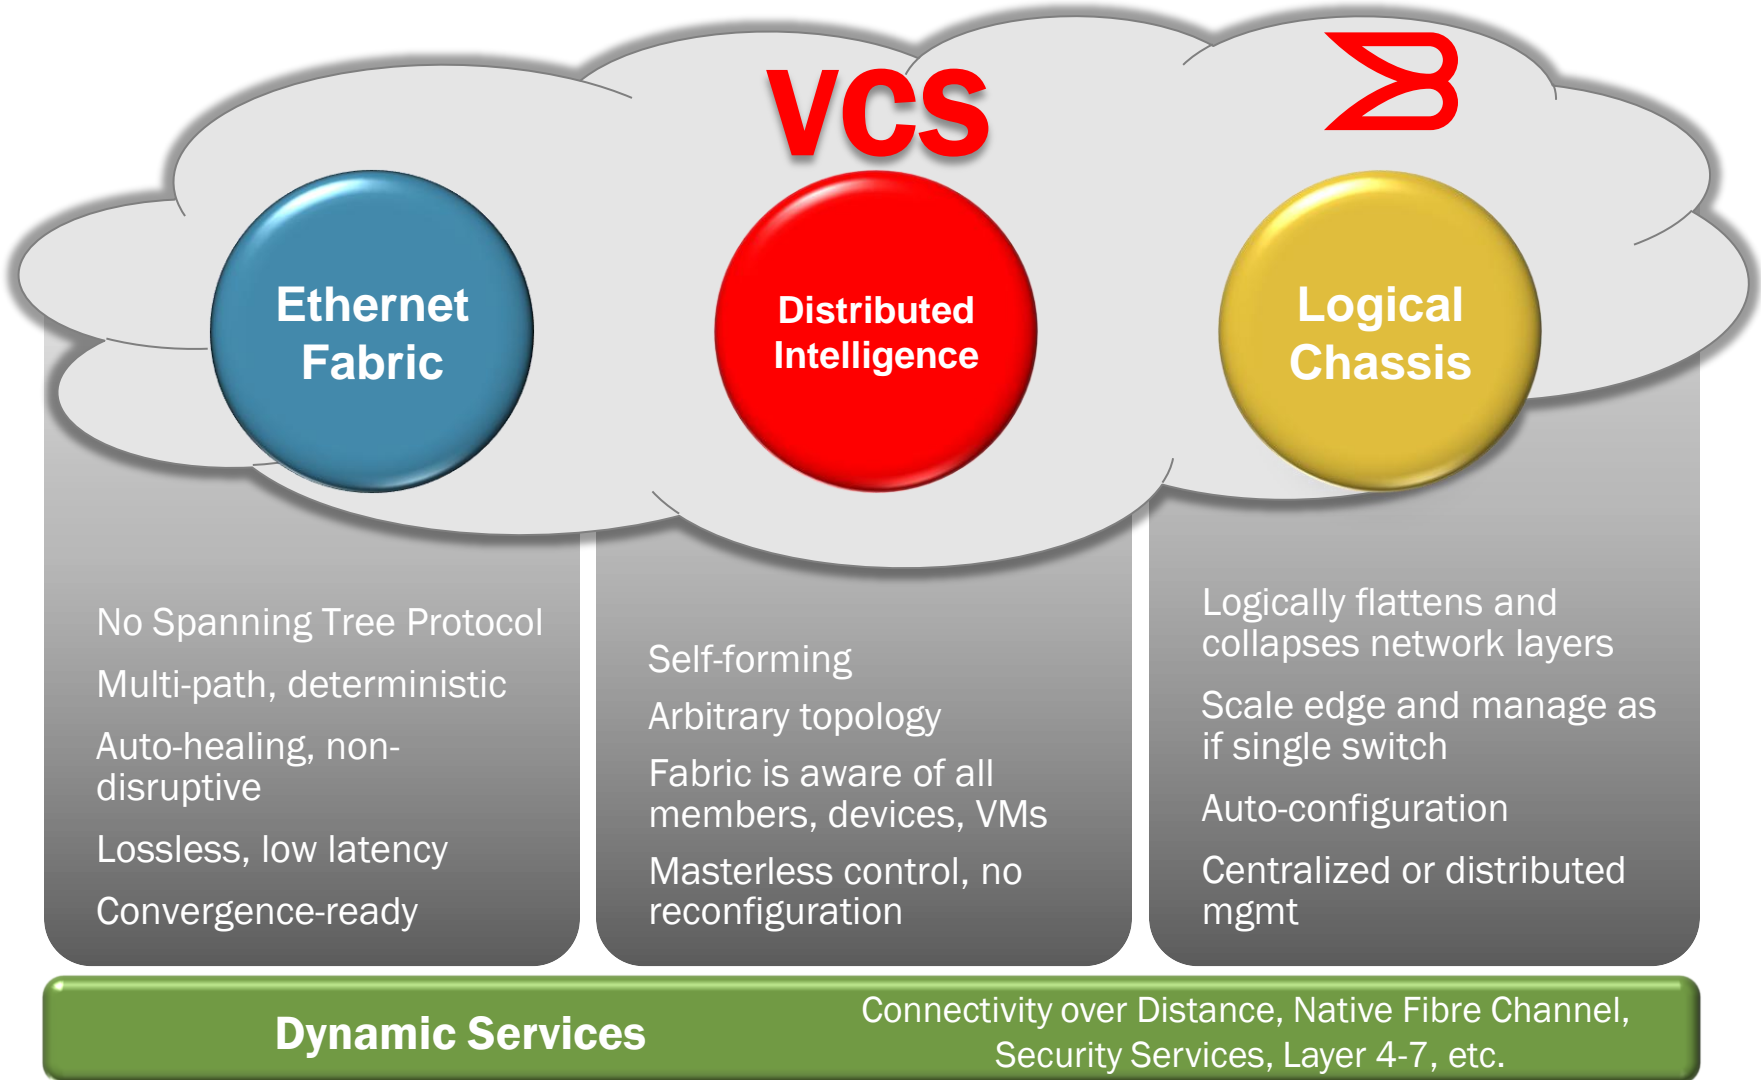 vcs
Ethernet
Fabric
Distributed
Intelligence
Logical
Chassis
No Spanning Tree Protocol
Multi-path, deterministic
Auto-healing, non-
disruptive
Lossless, low latency
Convergence-ready
Self-forming
Arbitrary topology
Fabric is aware of all
members, devices, VMs
Masterless control, no
reconfiguration
Logically flattens and
collapses network layers
Scale edge and manage as
if single switch
Auto-configuration
Centralized or distributed
mgmt
Dynamic Services
Connectivity over Distance, Native Fibre Channel,
Security Services, Layer 4-7, etc.